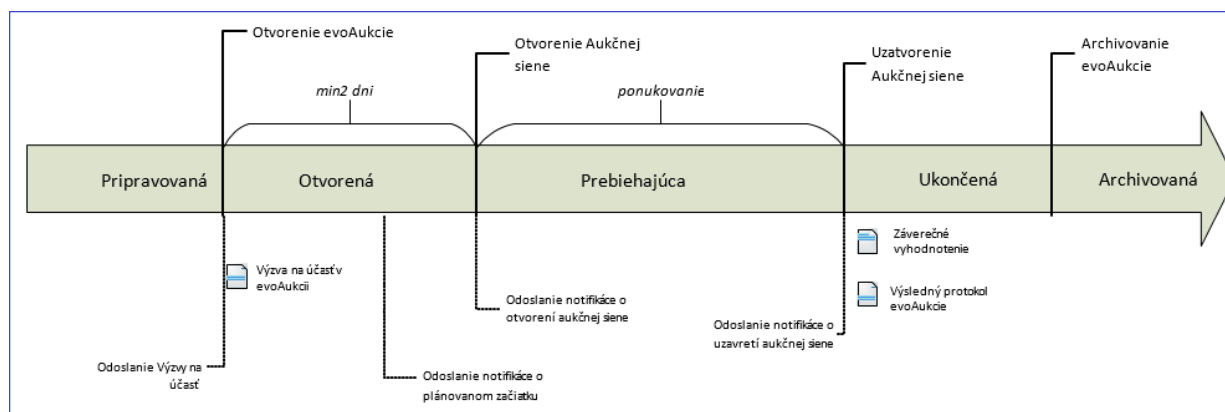 Otvorenie evoAukcie
Otvorenie Aukčnej
siene
Uzatvorenie
Aukčnej siene
Archivovanie
evoAukcie
min2 dni
ponukovanie
Pripravovaná
Otvorená
Prebiehajúca
Ukončená
Archivovaná
Výzva na účasť v
evoAukcii
Záverečné
vyhodnotenie
Výsledný protokol
evoAukcie
Odoslanie notifikáce o
otvorení aukčnej siene
Odoslanie notifikáce o
uzavretí aukčnej siene
Odoslanie Výzvy na
účasť
Odoslanie notifikáce o
plánovanom začiatku